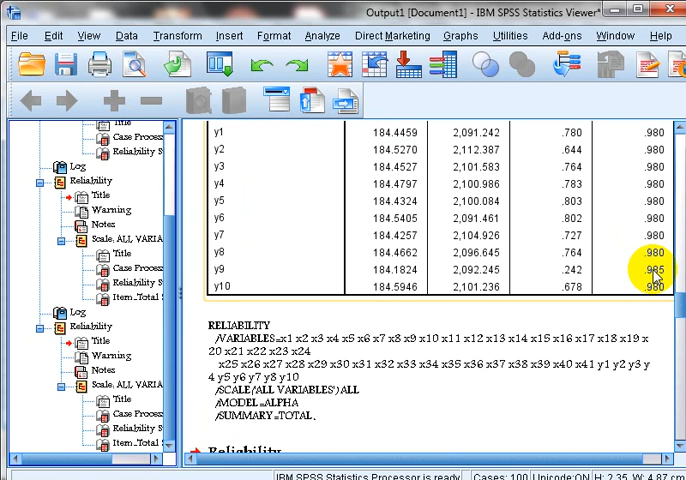 Output1 [Document1] - IBM SPSS Statistics Viewer*
File Edit View Data Transform Insert Format Analyze Direct Marketing Graphs Utilities Add-ons Window Help
Title
Case Proces
Reliability S
Log
Reliability
Title
Warning
Notes
Scale: ALL VARIA
Title
Case Proces
Reliability S
Item-Total S
Log
Reliability
Title
Warning
Notes
Scale: ALL VARIA
Title
Case Proces
Reliability S
Item-Total S
y1 184.4459 2,091.242 .780 .980
y2 184.5270 2,112.387 .644 .980
y3 184.4527 2,101.583 .764 .980
y4 184.4797 2,100.986 .783 .980
y5 184.4324 2,100.084 .803 .980
y6 184.5405 2,091.461 .802 .980
y7 184.4257 2,104.926 .727 .980
y8 184.4662 2,096.645 .764 .980
y9 184.1824 2,092.245 .242 .985
y10 184.5946 2,101.236 .678 .980
RELIABILITY
/VARIABLES=x1 x2 x3 x4 x5 x6 x7 x8 x9 x10 x11 x12 x13 x14 x15 x16 x17 x18 x19 x
20 x21 x22 x23 x24
x25 x26 x27 x28 x29 x30 x31 x32 x33 x34 x35 x36 x37 x38 x39 x40 x41 y1 y2 y3 y
4 y5 y6 y7 y8 y9 y10
/SCALE('ALL VARIABLES') ALL
/MODEL=ALPHA
/SUMMARY=TOTAL.
Reliability
IBM SPSS Statistics Processor is ready Cases: 100 Unicode:ON H: 2.35, W: 4.87 cm